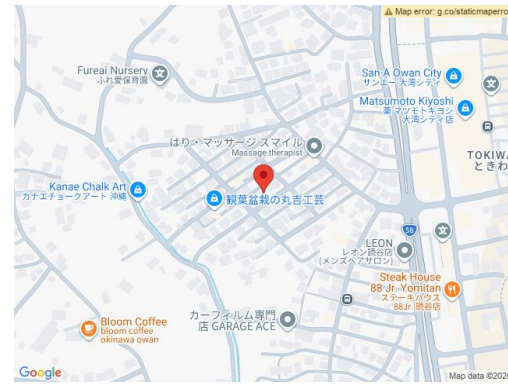 Map error: g.co/staticmaperro
Fureai Nursery
ふれ愛保育園
San A Owan City
サンエー 大湾シティ
Matsumoto Kiyoshi
薬 マツモトキヨシ
大湾シティ店
はり・マッサージ スマイル
Massage therapist
TOKIWA
ときわ
Kanae Chalk Art
カナエチョークアート 沖縄
観葉盆栽の丸吉工芸
58
LEON
レオン読谷店
(メンズヘアサロン)
Steak House
88 Jr. Yomitan
ステーキハウス
88Jr. 読谷店
カーフィルム専門
店 GARAGE ACE
Bloom Coffee
bloom coffee
okinawa owan
Google
Map data ©202